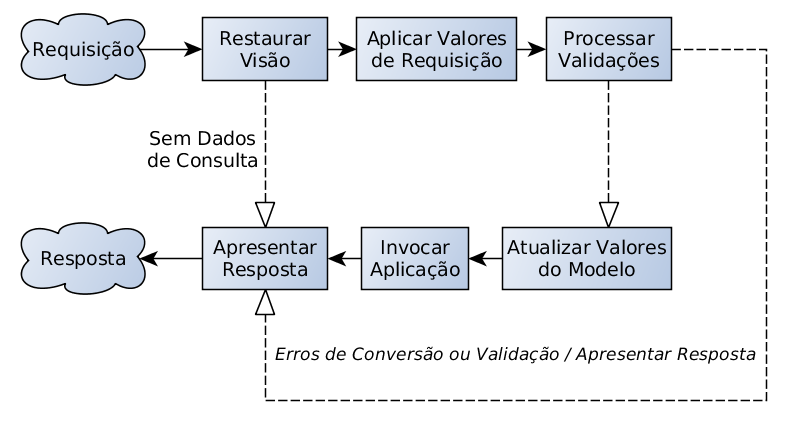 Requisição
Restaurar
Visão
Aplicar Valores
de Requisição
Processar
Validações
Sem Dados
de Consulta
Resposta
Apresentar
Resposta
Invocar
Aplicação
Atualizar Valores
do Modelo
Erros de Conversão ou Validação / Apresentar Resposta